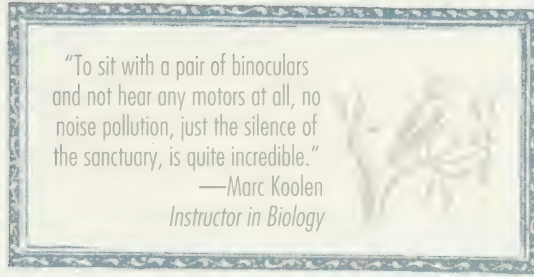 "To sit with a pair of binoculars
and not hear any motors at all, no
noise pollution, just the silence of
the sanctuary, is quite incredible."
—Marc Koolen
Instructor in Biology